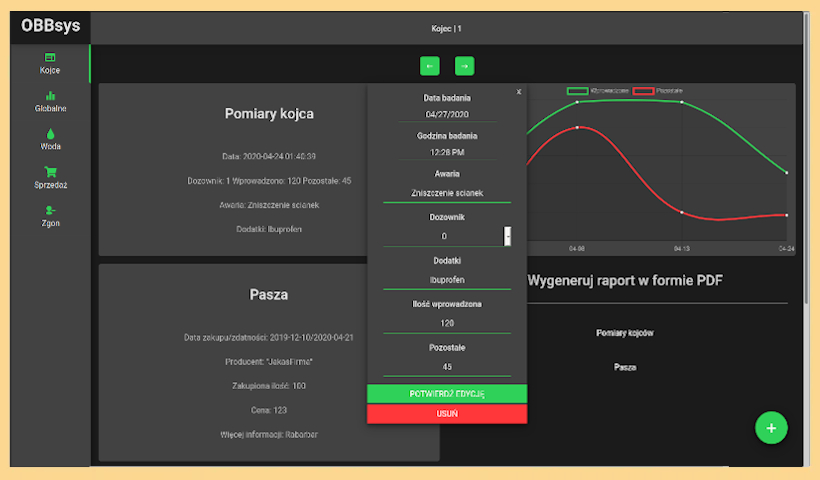 OBBsys
Kojec | 1
Kojce
Globalne
Woda
Sprzedaż
Zgon
←
→
Pomiary kojca
Data: 2020-04-24 01:40:39
Dozownik: 1 Wprowadzono: 120 Pozostałe: 45
Awaria: Zniszczenie scianek
Dodatki: Ibuprofen
Pasza
Data zakupu/zdatności: 2019-12-10/2020-04-21
Producent: "JakasFirma"
Zakupiona ilość: 100
Cena: 123
Więcej informacji: Rabarbar
x
Data badania
04/27/2020
Godzina badania
12:28 PM
Awaria
Zniszczenie scianek
Dozownik
0
Dodatki
Ibuprofen
Ilość wprowadzona
120
Pozostałe
45
POTWIERDŹ EDYCJĘ
USUŃ
Wprowadzone Pozostałe
04-08 04-13 04-24
Wygeneruj raport w formie PDF
Pomiary kojców
Pasza
+